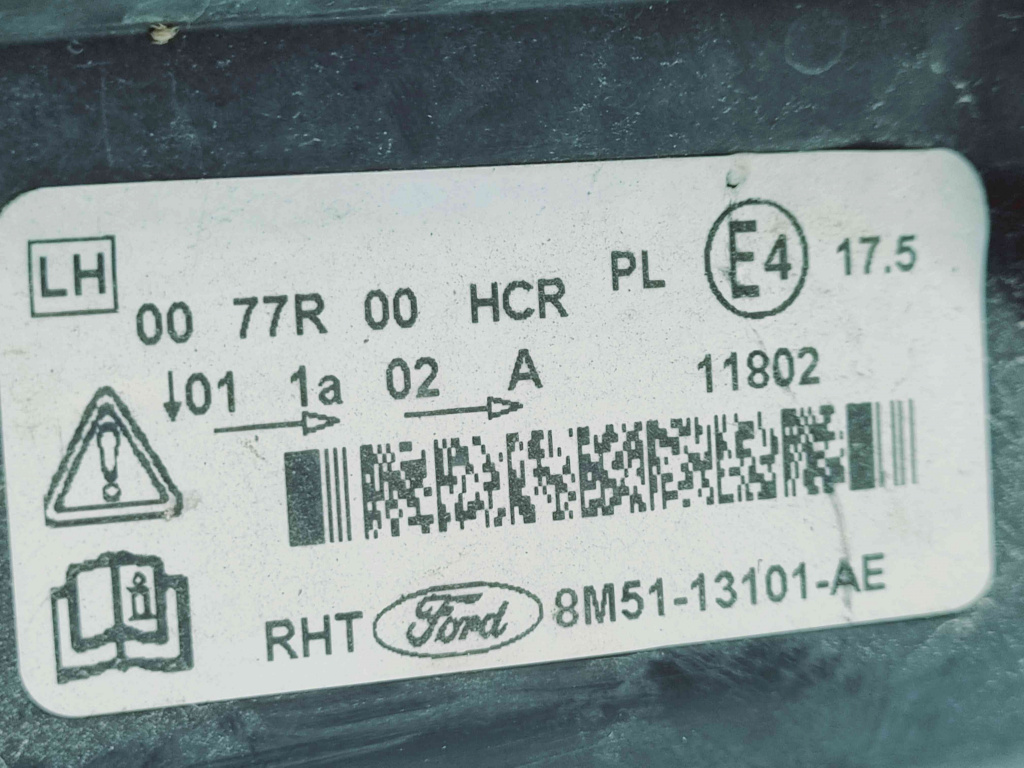 LH
00 77R 00 HCR PL E4 17.5
↓01 1a 02 A 11802
RHT Ford 8M51-13101-AE